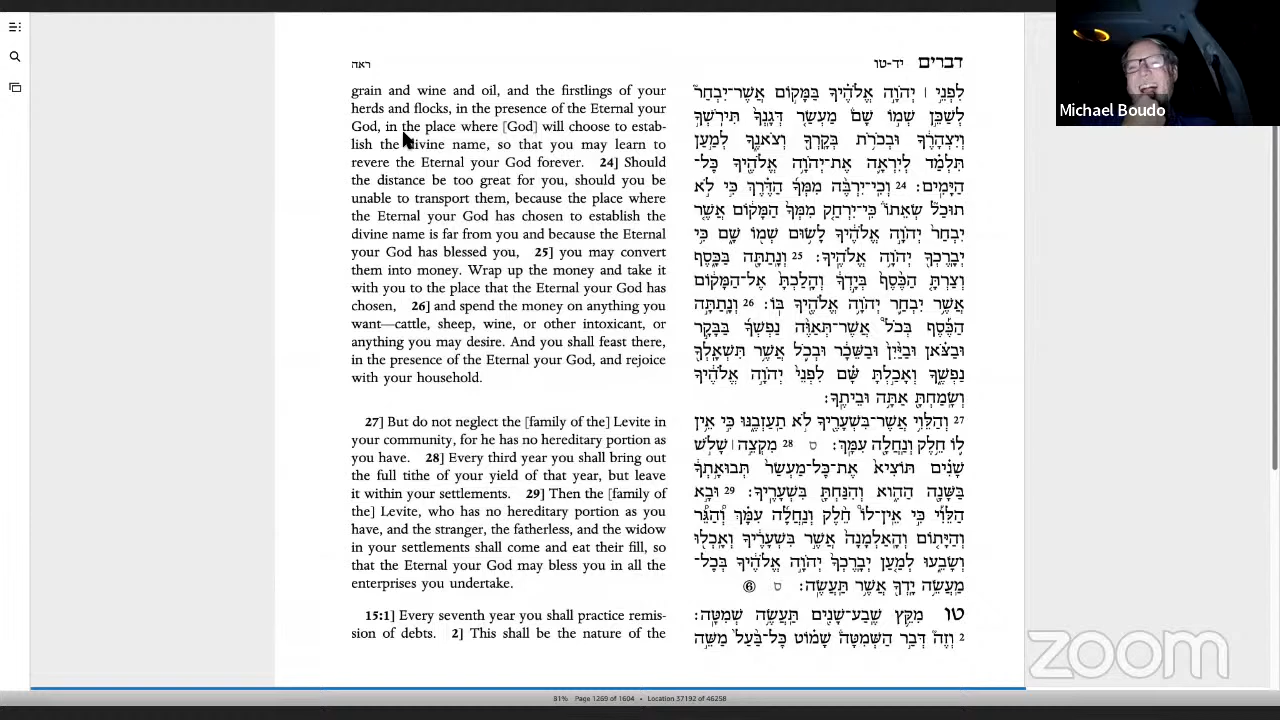 Michael Boudo
ראה
דברים יד-טו
grain and wine and oil, and the firstlings of your
herds and flocks, in the presence of the Eternal your
God, in the place where [God] will choose to estab-
lish the divine name, so that you may learn to
revere the Eternal your God forever. 24] Should
the distance be too great for you, should you be
unable to transport them, because the place where
the Eternal your God has chosen to establish the
divine name is far from you and because the Eternal
your God has blessed you, 25] you may convert
them into money. Wrap up the money and take it
with you to the place that the Eternal your God has
chosen, 26] and spend the money on anything you
want—cattle, sheep, wine, or other intoxicant, or
anything you may desire. And you shall feast there,
in the presence of the Eternal your God, and rejoice
with your household.
27] But do not neglect the [family of the] Levite in
your community, for he has no hereditary portion as
you have. 28] Every third year you shall bring out
the full tithe of your yield of that year, but leave
it within your settlements. 29] Then the [family of
the] Levite, who has no hereditary portion as you
have, and the stranger, the fatherless, and the widow
in your settlements shall come and eat their fill, so
that the Eternal your God may bless you in all the
enterprises you undertake.
15:1] Every seventh year you shall practice remis-
sion of debts. 2] This shall be the nature of the
לִפְנֵ֣י ׀ יְהֹוָ֣ה אֱלֹהֶ֗יךָ בַּמָּק֣וֹם אֲשֶׁר־יִבְחַר֮
לְשַׁכֵּ֣ן שְׁמ֣וֹ שָׁם֒ מַעְשַׂ֤ר דְּגָֽנְךָ֙ תִּירֹֽשְׁךָ֣
וְיִצְהָרֶ֔ךָ וּבְכֹרֹ֥ת בְּקָרְךָ֖ וְצֹאנֶ֑ךָ לְמַ֣עַן
תִּלְמַ֗ד לְיִרְאָ֛ה אֶת־יְהֹוָ֥ה אֱלֹהֶ֖יךָ כׇּל־
הַיָּמִֽים׃ 24 וְכִֽי־יִרְבֶּ֨ה מִמְּךָ֜ הַדֶּ֗רֶךְ כִּ֣י לֹ֣א
תוּכַל֮ שְׂאֵתוֹ֒ כִּֽי־יִרְחַ֤ק מִמְּךָ֙ הַמָּק֔וֹם אֲשֶׁ֤ר
יִבְחַר֙ יְהֹוָ֣ה אֱלֹהֶ֔יךָ לָשׂ֥וּם שְׁמ֖וֹ שָׁ֑ם כִּ֥י
יְבָרֶכְךָ֖ יְהֹוָ֥ה אֱלֹהֶֽיךָ׃ 25 וְנָתַתָּ֖ה בַּכָּ֑סֶף
וְצַרְתָּ֤ הַכֶּ֙סֶף֙ בְּיָ֣דְךָ֔ וְהָֽלַכְתָּ֙ אֶל־הַמָּק֔וֹם
אֲשֶׁ֥ר יִבְחַ֛ר יְהֹוָ֥ה אֱלֹהֶ֖יךָ בּֽוֹ׃ 26 וְנָתַתָּ֣ה
הַכֶּ֡סֶף בְּכֹל֩ אֲשֶׁר־תְּאַוֶּ֨ה נַפְשְׁךָ֜ בַּבָּקָ֣ר
וּבַצֹּ֗אן וּבַיַּ֙יִן֙ וּבַשֵּׁכָ֔ר וּבְכֹ֛ל אֲשֶׁ֥ר תִּֽשְׁאָלְךָ֖
נַפְשֶׁ֑ךָ וְאָכַ֣לְתָּ שָּׁ֗ם לִפְנֵי֙ יְהֹוָ֣ה אֱלֹהֶ֔יךָ
וְשָׂמַחְתָּ֖ אַתָּ֥ה וּבֵיתֶֽךָ׃
27 וְהַלֵּוִ֥י אֲשֶׁר־בִּשְׁעָרֶ֖יךָ לֹ֣א תַֽעַזְבֶ֑נּוּ כִּ֣י אֵ֥ין
ל֛וֹ חֵ֥לֶק וְנַחֲלָ֖ה עִמָּֽךְ׃ ס 28 מִקְצֵ֣ה ׀ שָׁלֹ֣שׁ
שָׁנִ֗ים תּוֹצִיא֙ אֶת־כׇּל־מַעְשַׂר֙ תְּבוּאָ֣תְךָ֔
בַּשָּׁנָ֖ה הַהִ֑וא וְהִנַּחְתָּ֖ בִּשְׁעָרֶֽיךָ׃ 29 וּבָ֣א
הַלֵּוִ֡י כִּ֣י אֵֽין־לוֹ֩ חֵ֨לֶק וְנַחֲלָ֜ה עִמָּ֗ךְ וְ֠הַגֵּ֠ר
וְהַיָּת֤וֹם וְהָֽאַלְמָנָה֙ אֲשֶׁ֣ר בִּשְׁעָרֶ֔יךָ וְאָכְל֖וּ
וְשָׂבֵ֑עוּ לְמַ֤עַן יְבָרֶכְךָ֙ יְהֹוָ֣ה אֱלֹהֶ֔יךָ בְּכׇל־
מַעֲשֵׂ֥ה יָדְךָ֖ אֲשֶׁ֥ר תַּעֲשֶֽׂה׃ ס ⑥
טו מִקֵּ֥ץ שֶֽׁבַע־שָׁנִ֖ים תַּעֲשֶׂ֥ה שְׁמִטָּֽה׃
2 וְזֶה֮ דְּבַ֣ר הַשְּׁמִטָּה֒ שָׁמ֗וֹט כׇּל־בַּ֙עַל֙ מַשֵּׁ֣ה
zoom
81% Page 1269 of 1604 • Location 37192 of 46258